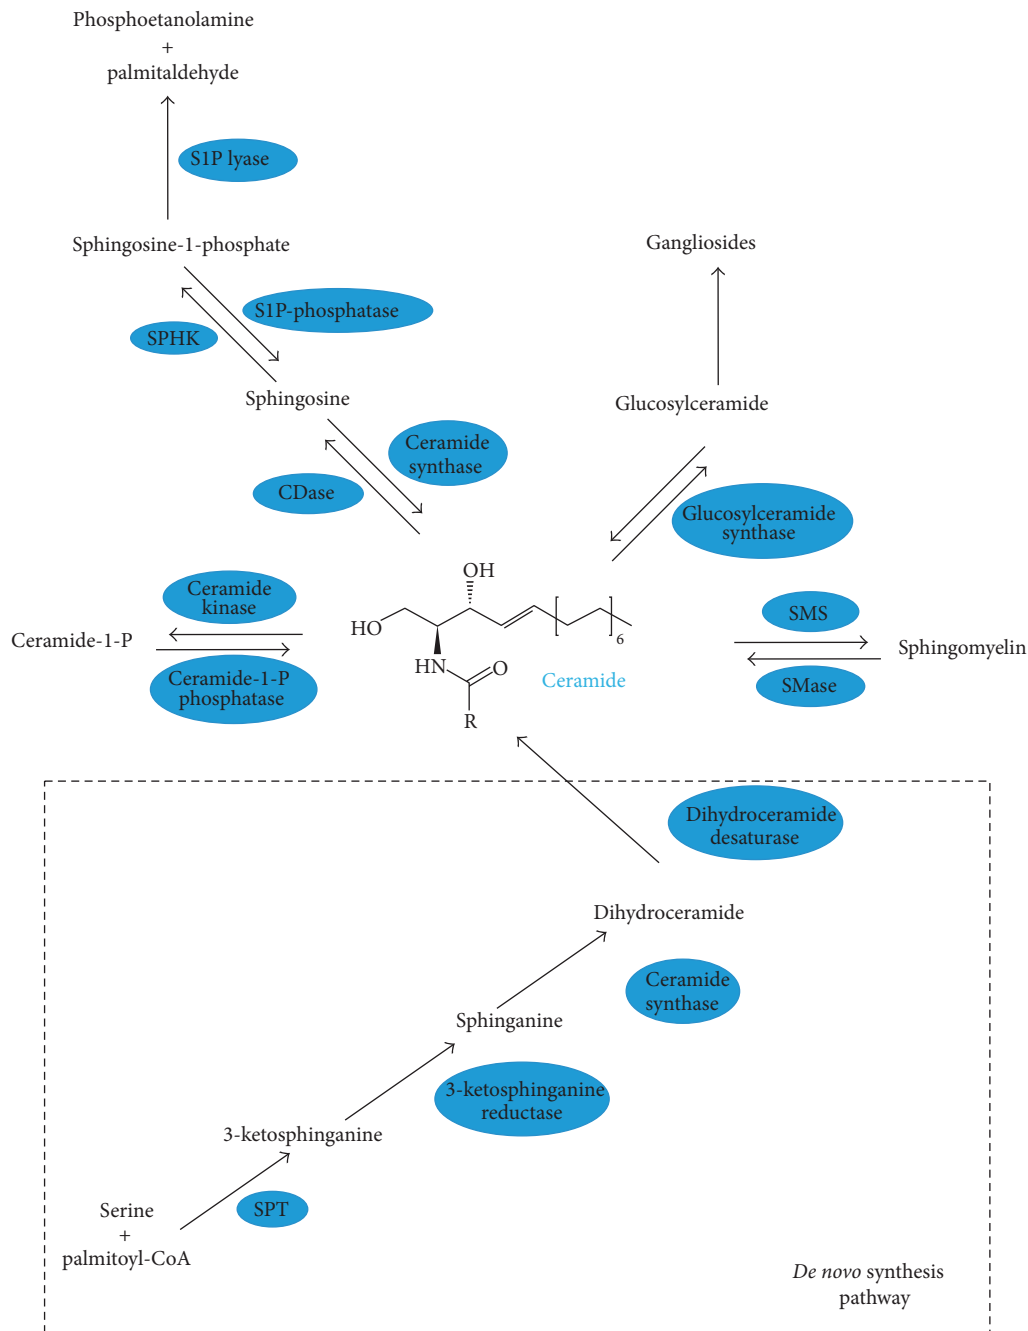 Phosphoetanolamine
+
palmitaldehyde
S1P lyase
Sphingosine-1-phosphate
Gangliosides
S1P-phosphatase
SPHK
Sphingosine
Glucosylceramide
Ceramide
synthase
CDase
Glucosylceramide
synthase
OH
Ceramide
kinase
HO
6
SMS
Ceramide-1-P
Sphingomyelin
HN
O
Ceramide-1-P
phosphatase
Ceramide
SMase
R
Dihydroceramide
desaturase
Dihydroceramide
Ceramide
synthase
Sphinganine
3-ketosphinganine
reductase
3-ketosphinganine
SPT
Serine
+
palmitoyl-CoA
De novo synthesis
pathway